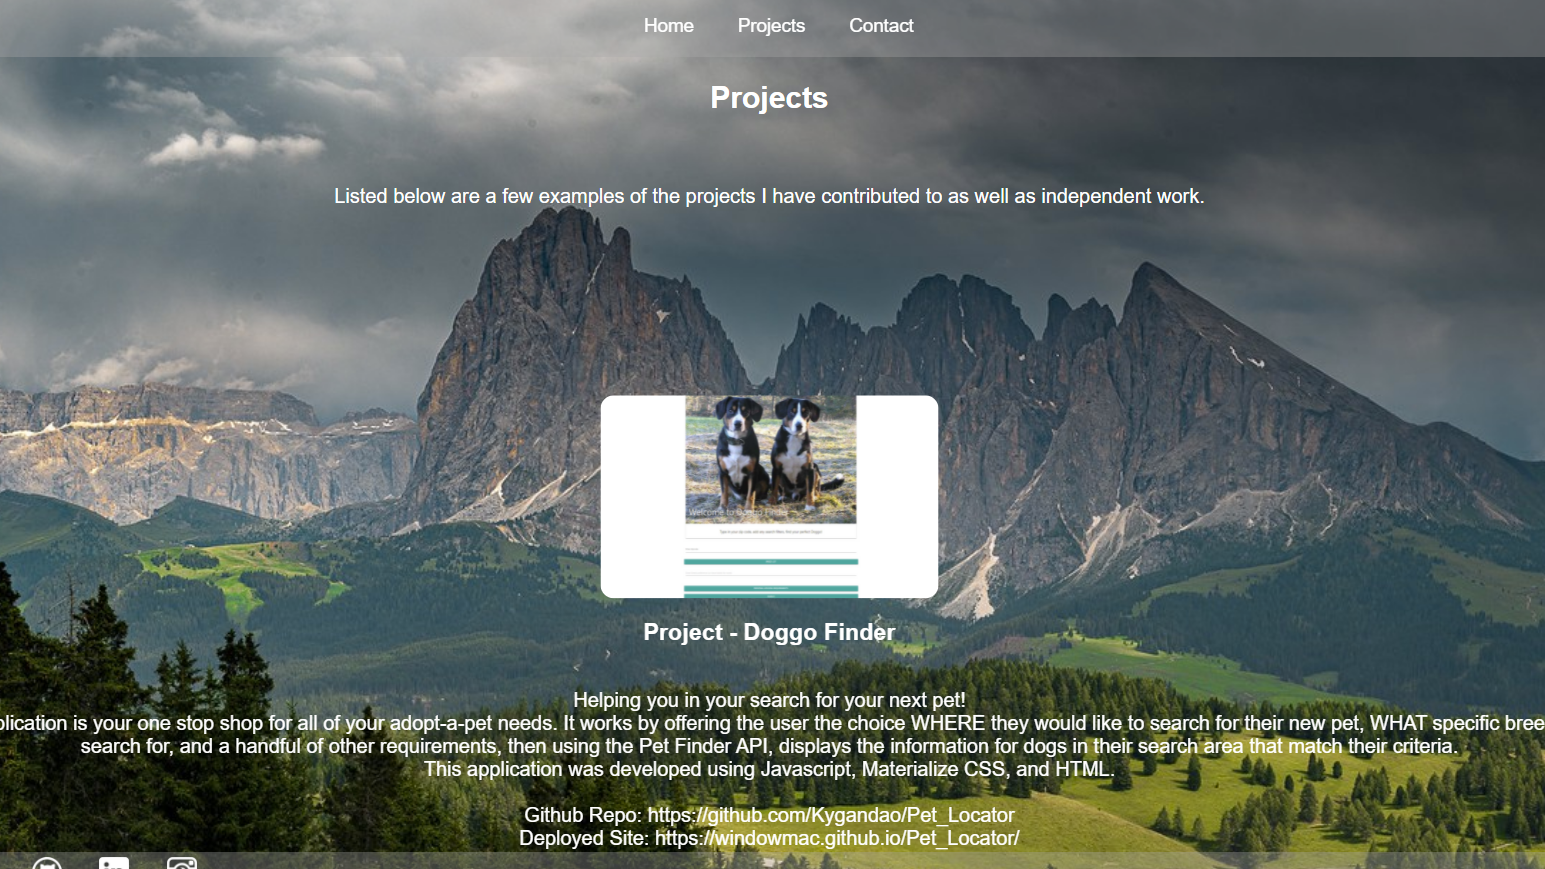 Home Projects Contact
Projects
Listed below are a few examples of the projects I have contributed to as well as independent work.
Welcome to Doggo Finder
Project - Doggo Finder
Helping you in your search for your next pet!
plication is your one stop shop for all of your adopt-a-pet needs. It works by offering the user the choice WHERE they would like to search for their new pet, WHAT specific bree
search for, and a handful of other requirements, then using the Pet Finder API, displays the information for dogs in their search area that match their criteria.
This application was developed using Javascript, Materialize CSS, and HTML.
Github Repo: https://github.com/Kygandao/Pet_Locator
Deployed Site: https://windowmac.github.io/Pet_Locator/